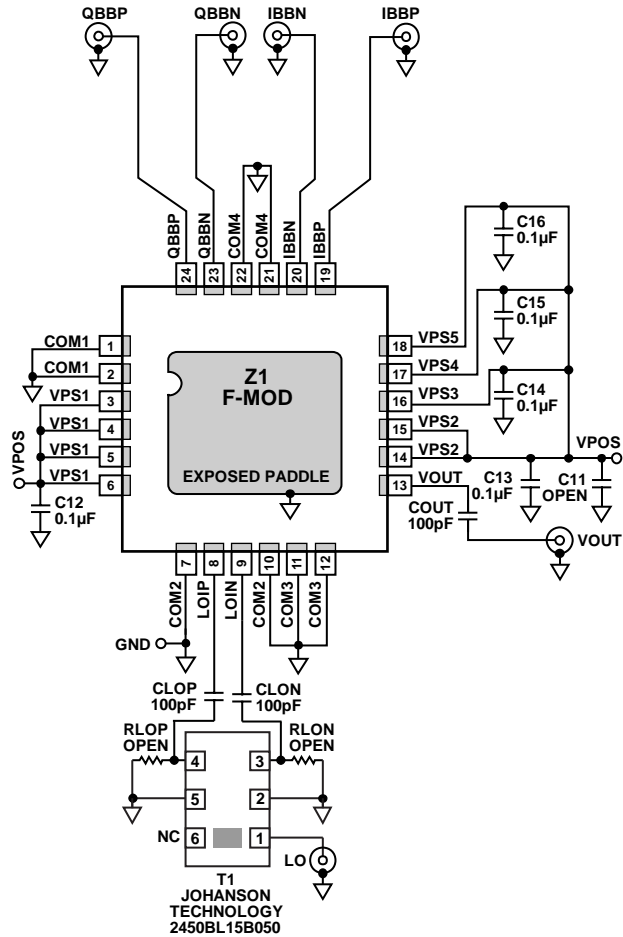 QBBP
QBBN
IBBN
IBBP
QBBP
QBBN
COM4
COM4
IBBN
IBBP
24
23
22
21
20
19
C16
0.1µF
C15
0.1µF
C14
0.1µF
COM1
1
COM1
2
VPS1
3
VPS1
4
VPS1
5
VPS1
6
VPOS
C12
0.1µF
Z1
F-MOD
EXPOSED PADDLE
18
VPS5
17
VPS4
16
VPS3
15
VPS2
14
VPS2
13
VOUT
VPOS
C13
0.1µF
C11
OPEN
COUT
100pF
VOUT
7
8
9
10
11
12
COM2
LOIP
LOIN
COM2
COM3
COM3
GND
CLOP
100pF
CLON
100pF
RLOP
OPEN
RLON
OPEN
4
3
5
2
NC
6
1
LO
T1
JOHANSON
TECHNOLOGY
2450BL15B050